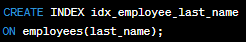 CREATE INDEX idx_employee_last_name
ON employees(last_name);